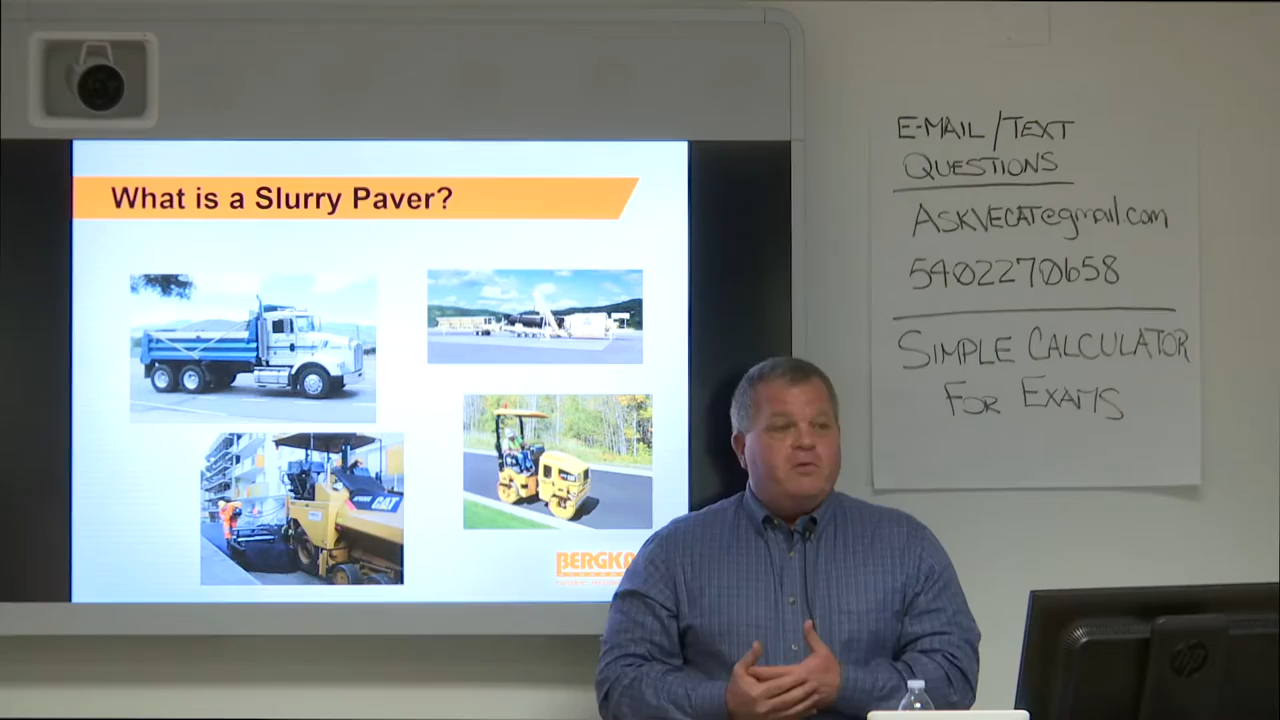 What is a Slurry Paver?
CAT
BERGKA
E-MAIL/TEXT
QUESTIONS
ASKVECAT@gmail.com
5402270658
SIMPLE CALCULATOR
FOR EXAMS
hp